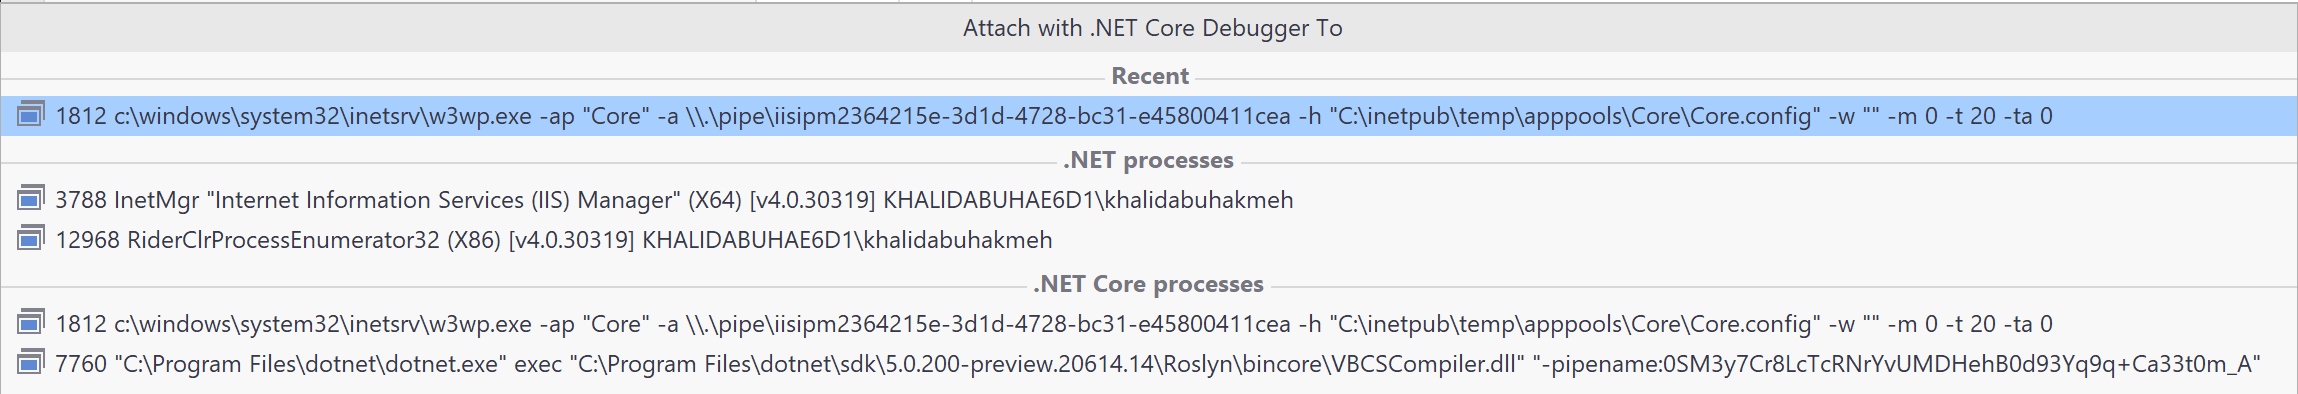 Attach with .NET Core Debugger To
Recent
1812 c:\windows\system32\inetsrv\w3wp.exe -ap "Core" -a \\.\pipe\iisipm2364215e-3d1d-4728-bc31-e45800411cea -h "C:\inetpub\temp\apppools\Core\Core.config" -w "" -m 0 -t 20 -ta 0
.NET processes
3788 InetMgr "Internet Information Services (IIS) Manager" (X64) [v4.0.30319] KHALIDABUHAE6D1\khalidabuhakmeh
12968 RiderClrProcessEnumerator32 (X86) [v4.0.30319] KHALIDABUHAE6D1\khalidabuhakmeh
.NET Core processes
1812 c:\windows\system32\inetsrv\w3wp.exe -ap "Core" -a \\.\pipe\iisipm2364215e-3d1d-4728-bc31-e45800411cea -h "C:\inetpub\temp\apppools\Core\Core.config" -w "" -m 0 -t 20 -ta 0
7760 "C:\Program Files\dotnet\dotnet.exe" exec "C:\Program Files\dotnet\sdk\5.0.200-preview.20614.14\Roslyn\bincore\VBCSCompiler.dll" "-pipename:0SM3y7Cr8LcTcRNrYvUMDHehB0d93Yq9q+Ca33t0m_A"